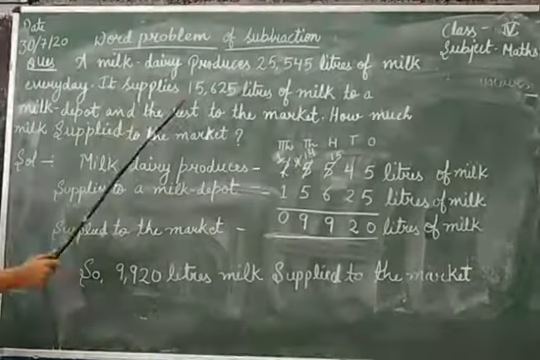 Date
30/7/20
Word problem of subtraction
Class - IV
Subject - Maths
Ques A milk-dairy Produces 25,545 litres of milk
everyday. It supplies 15,625 litres of milk to a
milk-depot and the rest to the market. How much
milk Supplied to the market?
TTh Th H T O
Sol:- Milk dairy produces - 2 5 5 4 5 litres of milk
Supplies to a milk-depot = 1 5 6 2 5 litres of milk
Supplied to the market - 0 9 9 2 0 litres of milk
So, 9,920 litres milk Supplied to the market